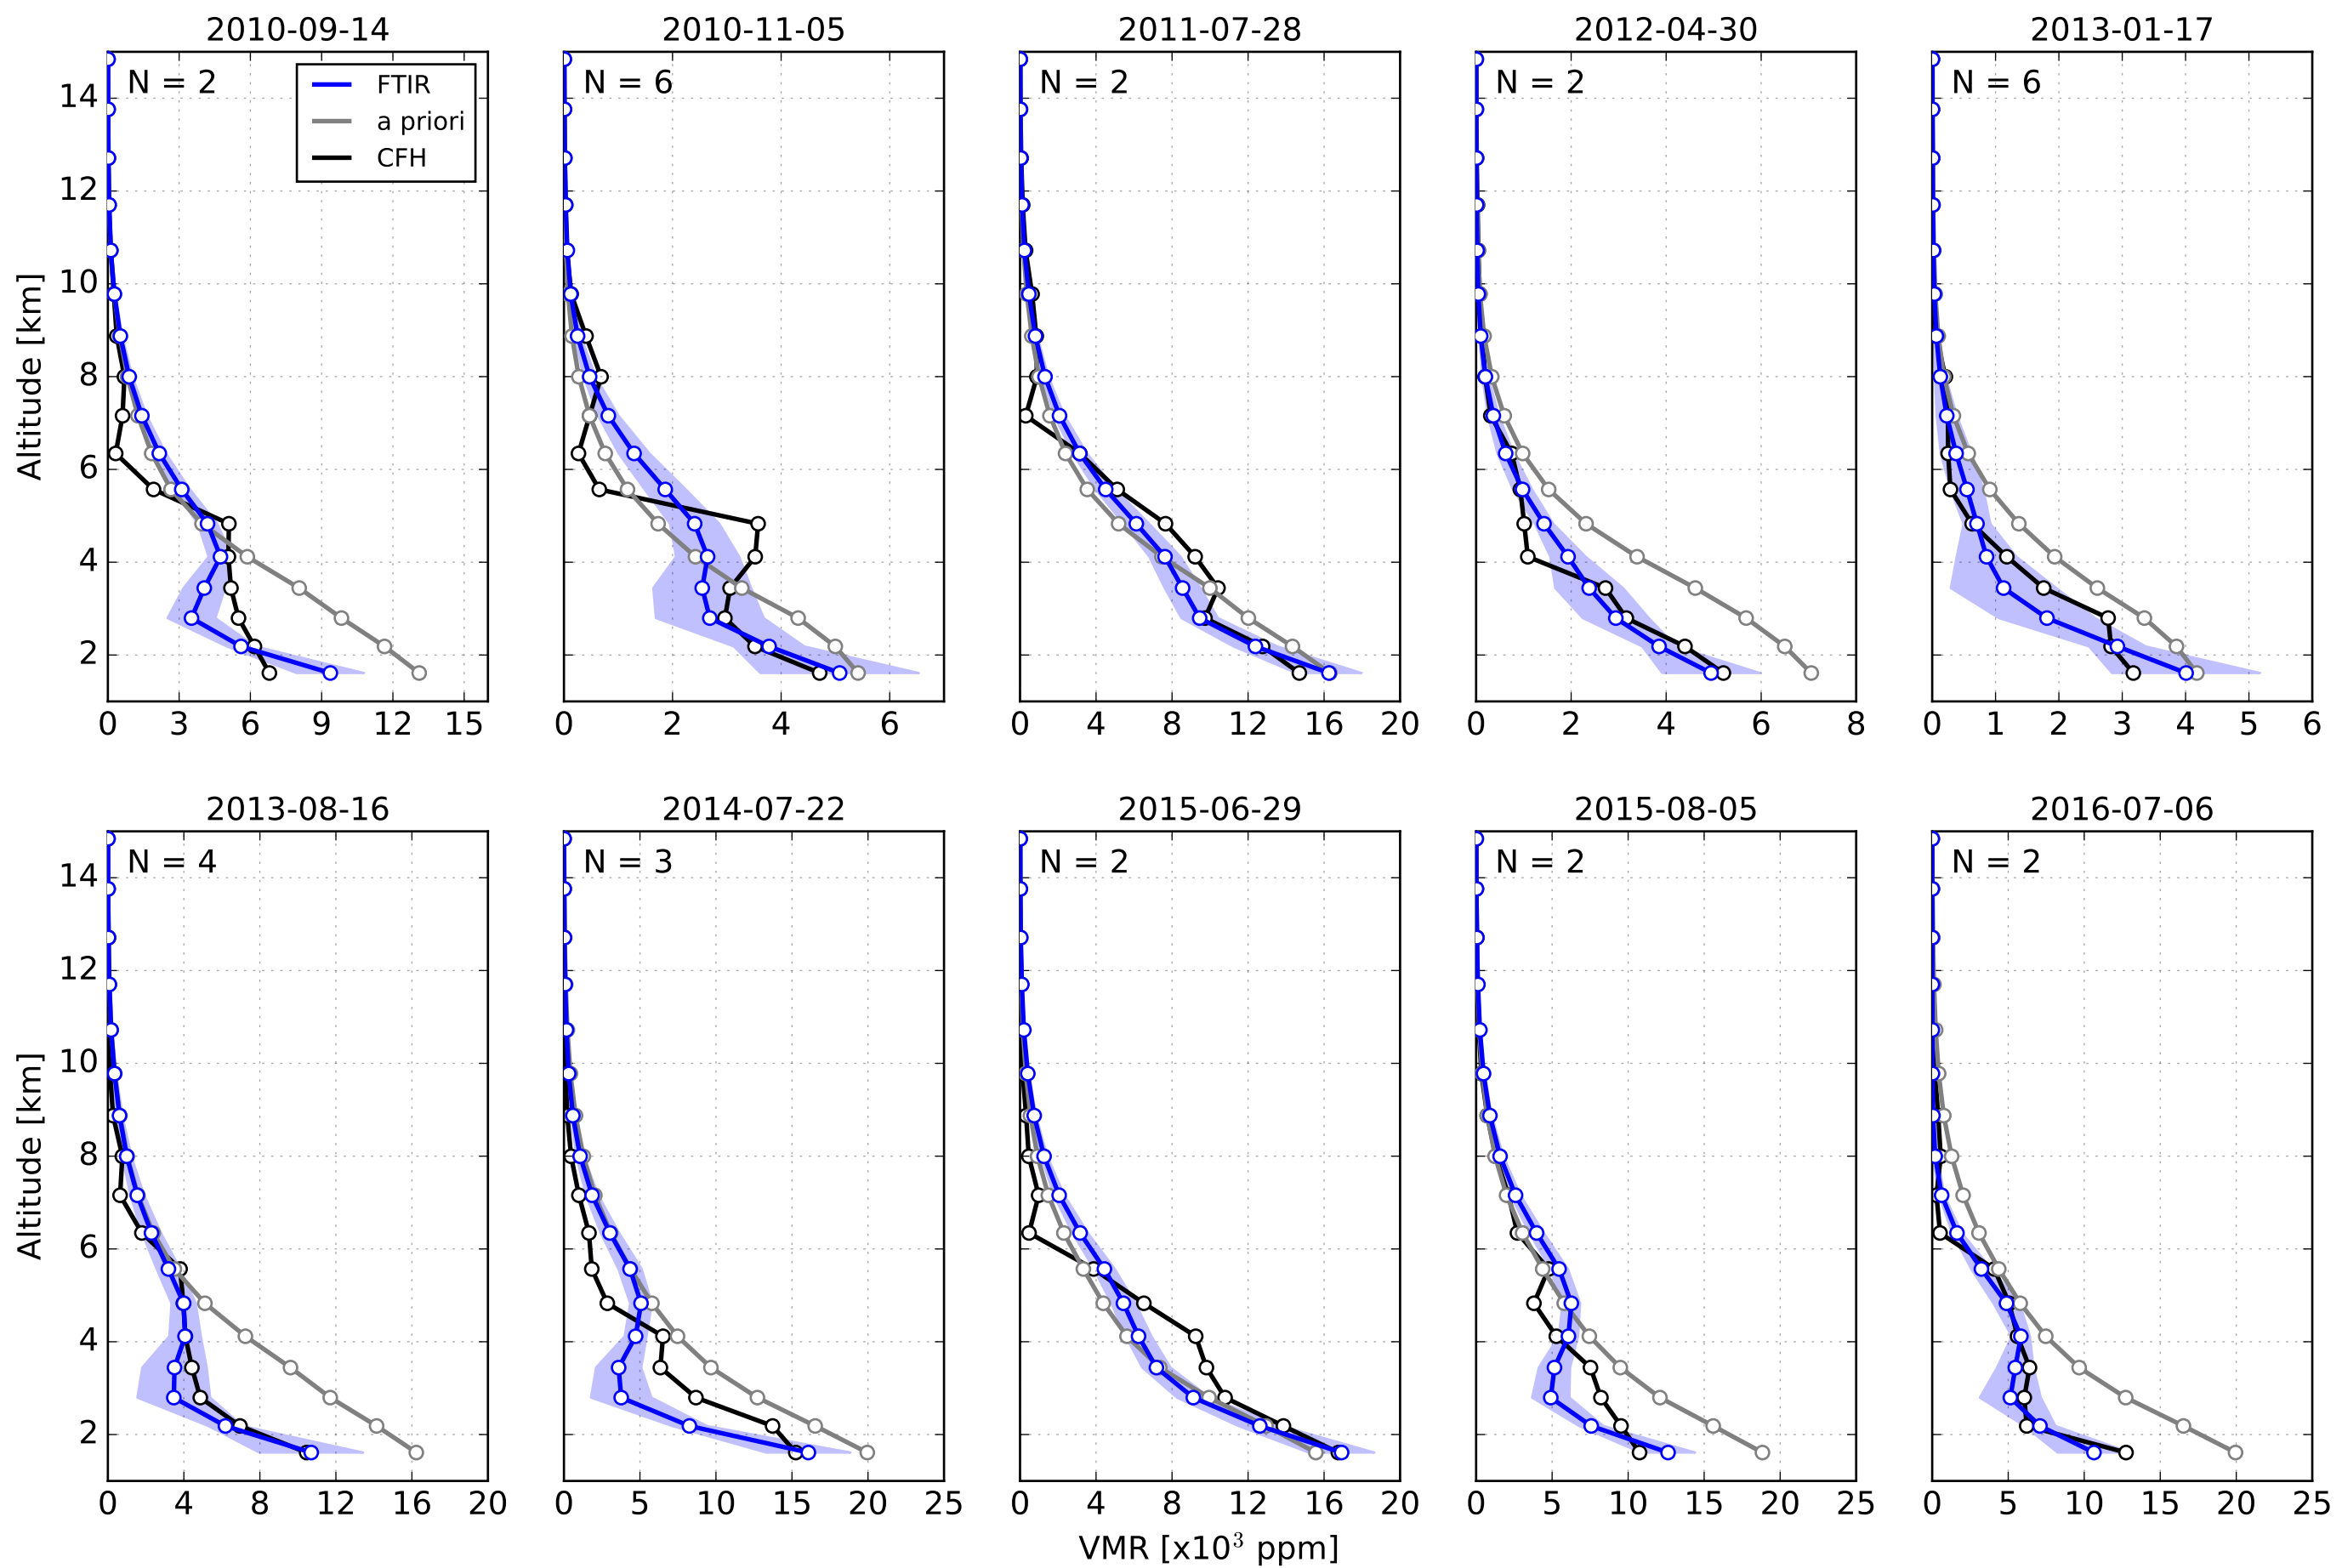 2010-09-14 2010-11-05 2011-07-28 2012-04-30 2013-01-17
N = 2 N = 6 N = 2 N = 2 N = 6
FTIR
a priori
CFH
Altitude [km]
14
12
10
8
6
4
2
0 3 6 9 12 15
0 2 4 6
0 4 8 12 16 20
0 2 4 6 8
0 1 2 3 4 5 6
2013-08-16 2014-07-22 2015-06-29 2015-08-05 2016-07-06
N = 4 N = 3 N = 2 N = 2 N = 2
Altitude [km]
14
12
10
8
6
4
2
0 4 8 12 16 20
0 5 10 15 20 25
0 4 8 12 16 20
0 5 10 15 20 25
0 5 10 15 20 25
VMR [x10³ ppm]